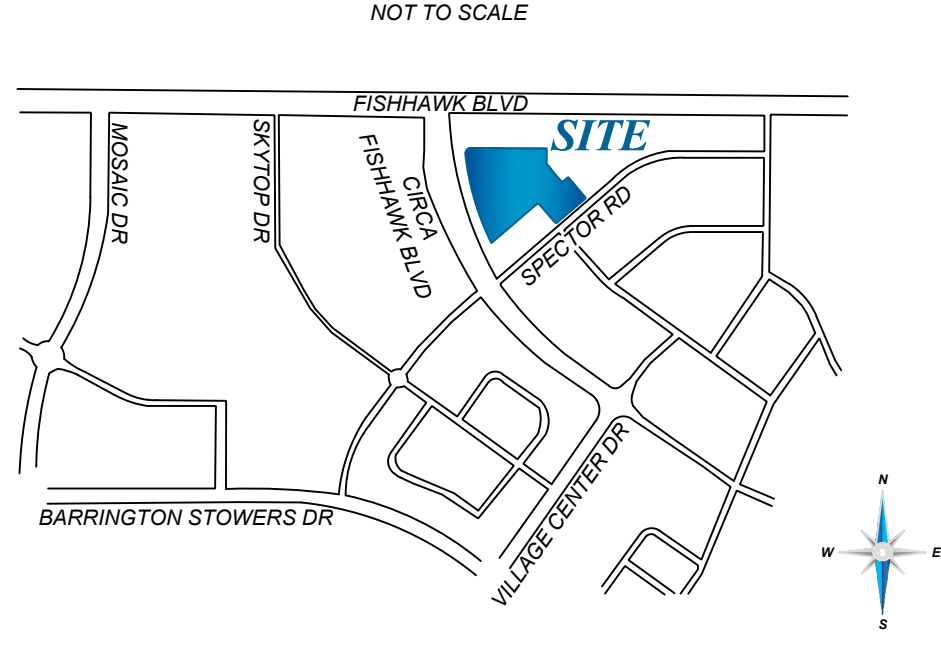 NOT TO SCALE
FISHHAWK BLVD
SITE
MOSAIC DR
SKYTOP DR
CIRCA
FISHHAWK BLVD
SPECTOR RD
VILLAGE CENTER DR
BARRINGTON STOWERS DR
N
W
E
S